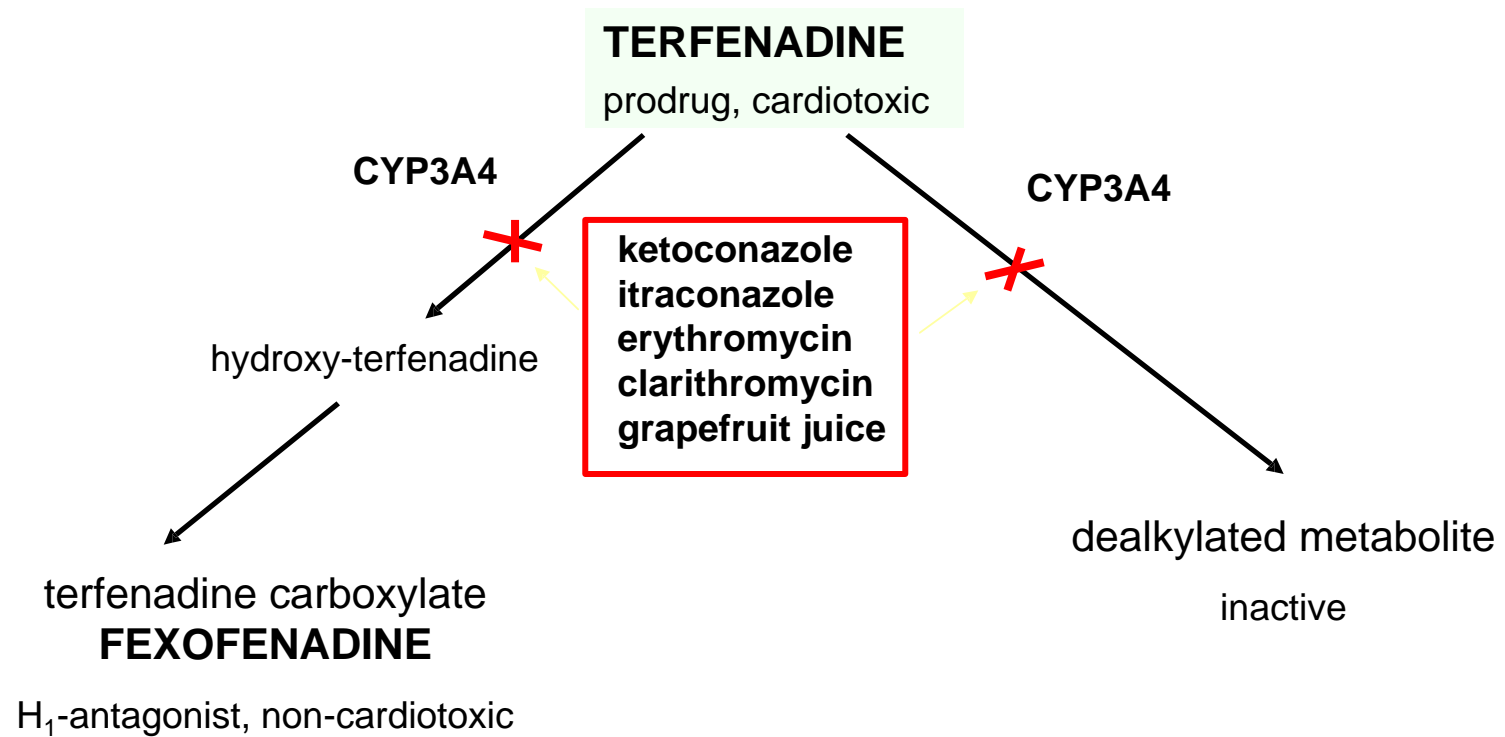 TERFENADINE
prodrug, cardiotoxic
CYP3A4
CYP3A4
ketoconazole
itraconazole
erythromycin
clarithromycin
grapefruit juice
hydroxy-terfenadine
dealkylated metabolite
inactive
terfenadine carboxylate
FEXOFENADINE
H₁-antagonist, non-cardiotoxic